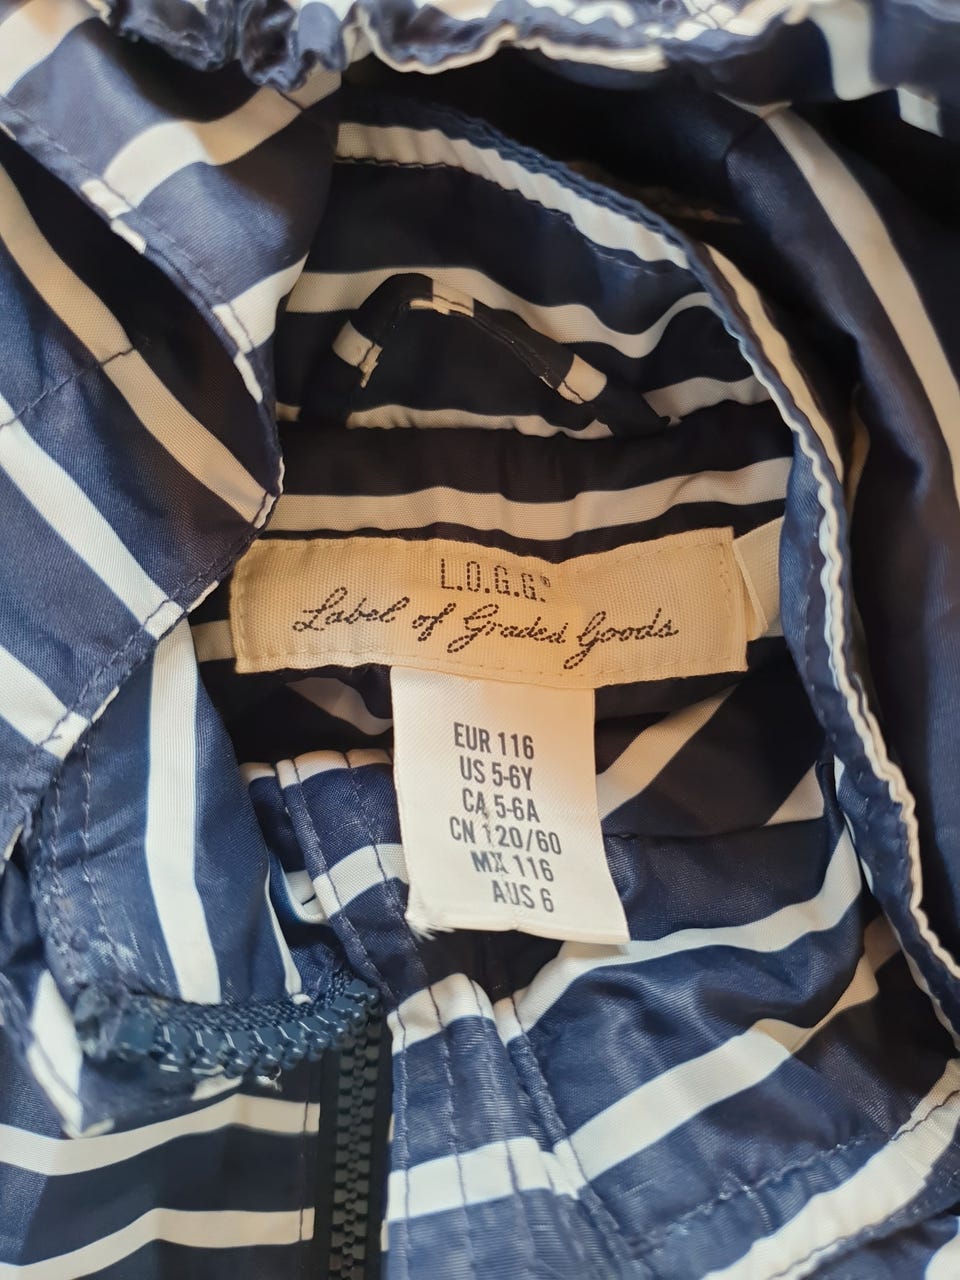 L.O.G.G.®
Label of Graded Goods
EUR 116
US 5-6Y
CA 5-6A
CN 120/60
MX 116
AUS 6